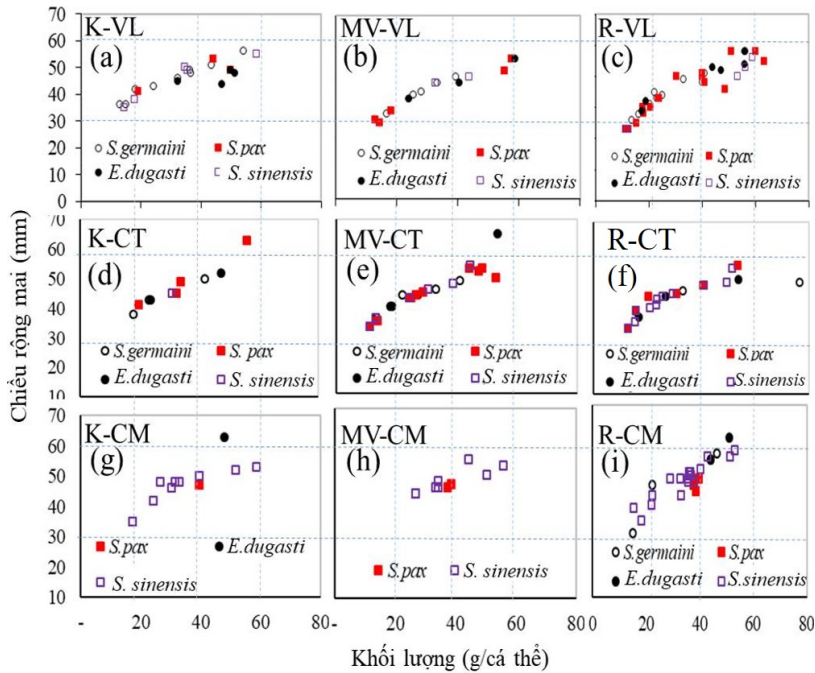 K-VL
MV-VL
R-VL
(a)
(b)
(c)
70
60
50
40
30
20
10
0
S.germaini
S.pax
E.dugasti
S. sinensis
S.germaini
S.pax
E.dugasti
S. sinensis
S.germaini
S.pax
E.dugasti
S. sinensis
Chiều rộng mai (mm)
K-CT
MV-CT
R-CT
(d)
(e)
(f)
70
60
50
40
30
20
10
S.germaini
S. pax
E.dugasti
S. sinensis
S.germaini
S. pax
E.dugasti
S. sinensis
S.germaini
S.pax
E.dugasti
S.sinensis
K-CM
MV-CM
R-CM
(g)
(h)
(i)
70
60
50
40
30
20
10
S.pax
E.dugasti
S. sinensis
S.pax
S. sinensis
S.germaini
S.pax
E.dugasti
S.sinensis
- 20 40 60 80
- 20 40 60 80
0 20 40 60 80
Khối lượng (g/cá thể)